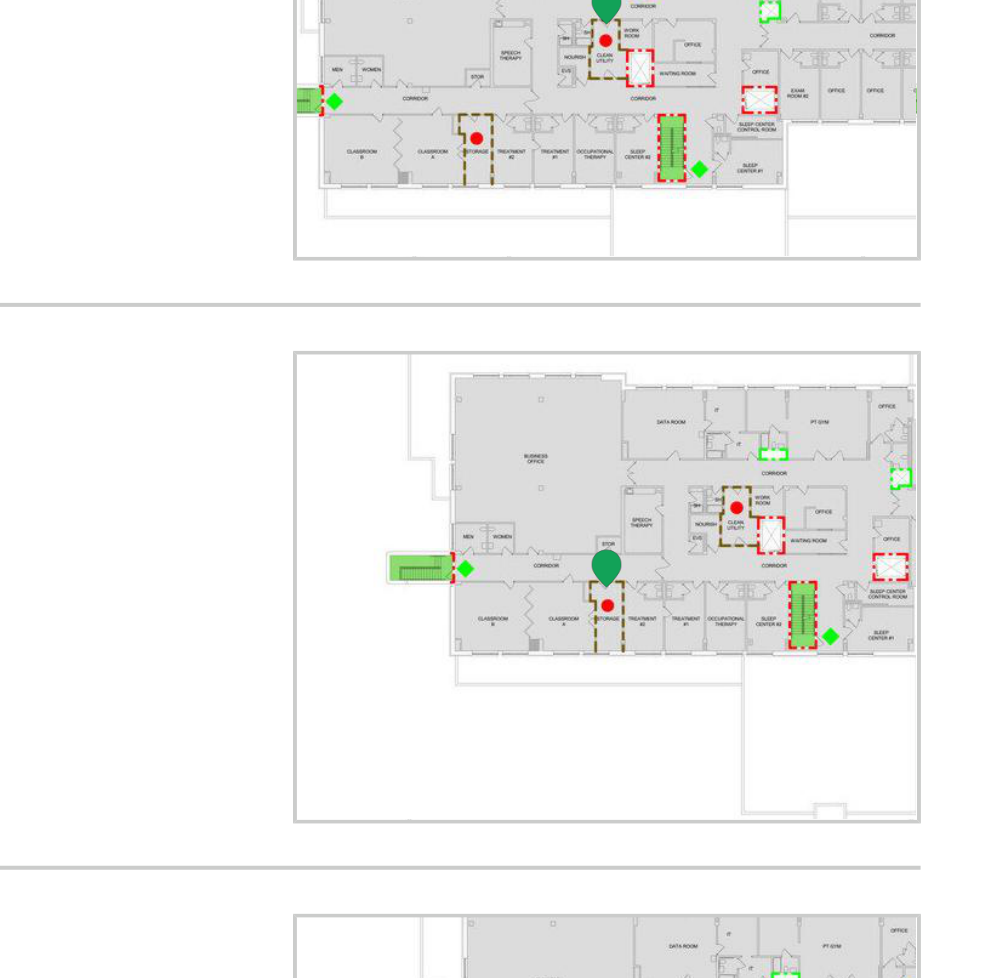 CORRIDOR
WORK
ROOM
CORRIDOR
OFFICE
SPEECH
THERAPY
NOURISH
CLEAN
UTILITY
MEN
WOMEN
STOR
EVS
WAITING ROOM
OFFICE
CORRIDOR
CORRIDOR
EXAM
ROOM #2
OFFICE
OFFICE
SLEEP CENTER
CONTROL ROOM
CLASSROOM
B
CLASSROOM
A
STORAGE
TREATMENT
#2
TREATMENT
#1
OCCUPATIONAL
THERAPY
SLEEP
CENTER #2
SLEEP
CENTER #1
DATA ROOM
IT
PT GYM
OFFICE
IT
BUSINESS
OFFICE
CORRIDOR
WORK
ROOM
OFFICE
SPEECH
THERAPY
NOURISH
CLEAN
UTILITY
MEN
WOMEN
STOR
EVS
WAITING ROOM
OFFICE
CORRIDOR
CORRIDOR
SLEEP CENTER
CONTROL ROOM
CLASSROOM
B
CLASSROOM
A
STORAGE
TREATMENT
#2
TREATMENT
#1
OCCUPATIONAL
THERAPY
SLEEP
CENTER #2
SLEEP
CENTER #1
DATA ROOM
IT
PT GYM
OFFICE
IT